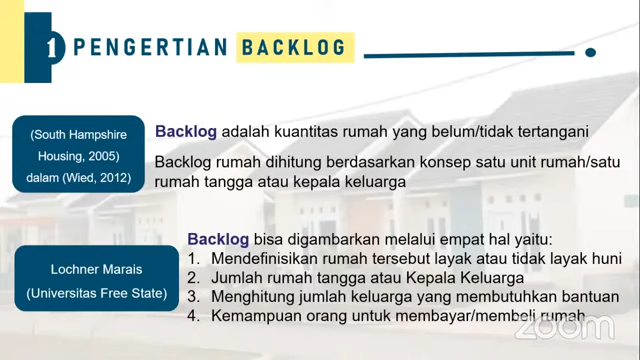 1 PENGERTIAN BACKLOG
(South Hampshire
Housing, 2005)
dalam (Wied, 2012)
Backlog adalah kuantitas rumah yang belum/tidak tertangani
Backlog rumah dihitung berdasarkan konsep satu unit rumah/satu
rumah tangga atau kepala keluarga
Lochner Marais
(Universitas Free State)
Backlog bisa digambarkan melalui empat hal yaitu:
1. Mendefinisikan rumah tersebut layak atau tidak layak huni
2. Jumlah rumah tangga atau Kepala Keluarga
3. Menghitung jumlah keluarga yang membutuhkan bantuan
4. Kemampuan orang untuk membayar/membeli rumah
zoom